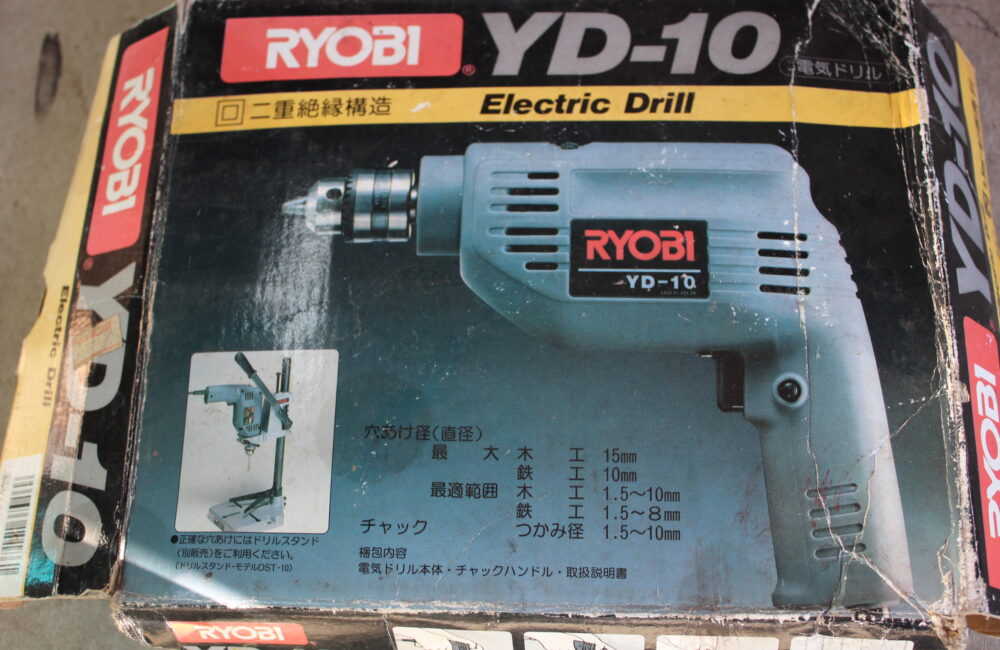 RYOBI
YD-10
電気ドリル
回 二重絶縁構造
Electric Drill
RYOBI
YD-10
穴あけ径(直径)
最大 木工 15mm
鉄工 10mm
最適範囲 木工 1.5~10mm
鉄工 1.5~8mm
チャック つかみ径 1.5~10mm
梱包内容
電気ドリル本体・チャックハンドル・取扱説明書
●正確な穴あけにはドリルスタンド
(別販売)をご利用ください。
(ドリルスタンド・モデルDST-10)
RYOBI
Electric Drill
YD-10
YD-10
RYOBI
RYOBI